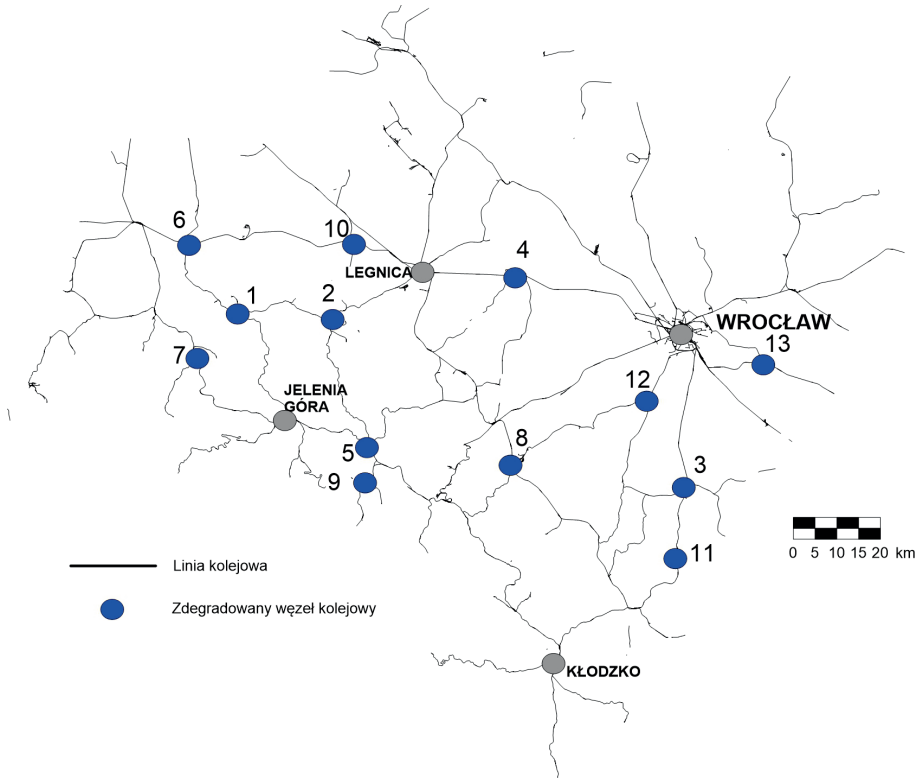 6
10
LEGNICA
4
1
2
WROCŁAW
13
7
JELENIA
GÓRA
12
5
8
9
3
11
0 5 10 15 20 km
Linia kolejowa
Zdegradowany węzeł kolejowy
KŁODZKO